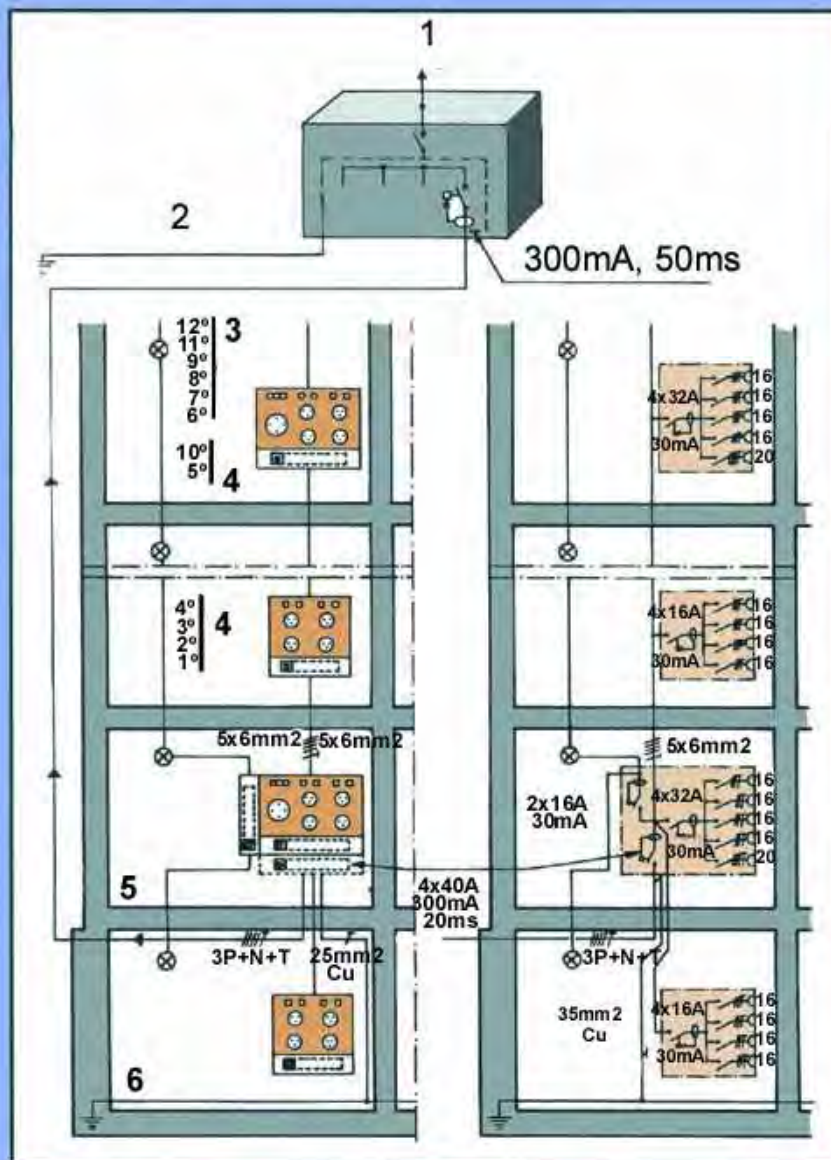 1
2
300mA, 50ms
12º
11º
9º
8º
7º
6º
3
10º
5º
4
4º
3º
2º
1º
4
5x6mm2 5x6mm2
5
3P+N+T
25mm2
Cu
6
4x40A
300mA
20ms
4x32A
30mA
16
16
16
16
20
4x16A
30mA
16
16
16
16
5x6mm2
2x16A
30mA
4x32A
30mA
16
16
16
16
20
3P+N+T
35mm2
Cu
4x16A
30mA
16
16
16
16